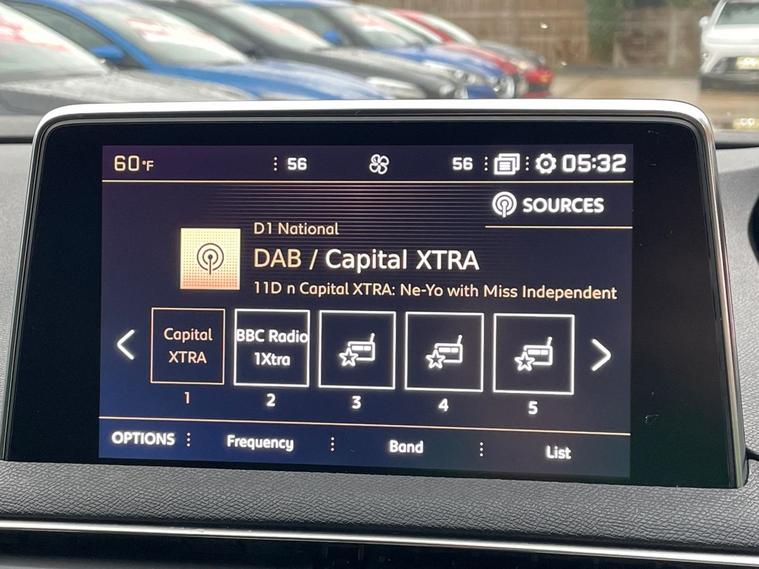 60°F 56 56 05:32
SOURCES
D1 National
DAB / Capital XTRA
11D n Capital XTRA: Ne-Yo with Miss Independent
Capital
XTRA
BBC Radio
1Xtra
1 2 3 4 5
OPTIONS Frequency Band List